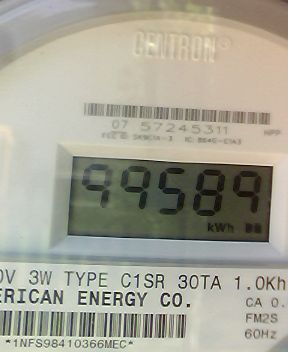 CENTRON®
07 57245311 HPP
99589
kWh
0V 3W TYPE C1SR 30TA 1.0Kh
ERICAN ENERGY CO.
CA 0.
FM2S
60Hz
*1NFS98410366MEC*